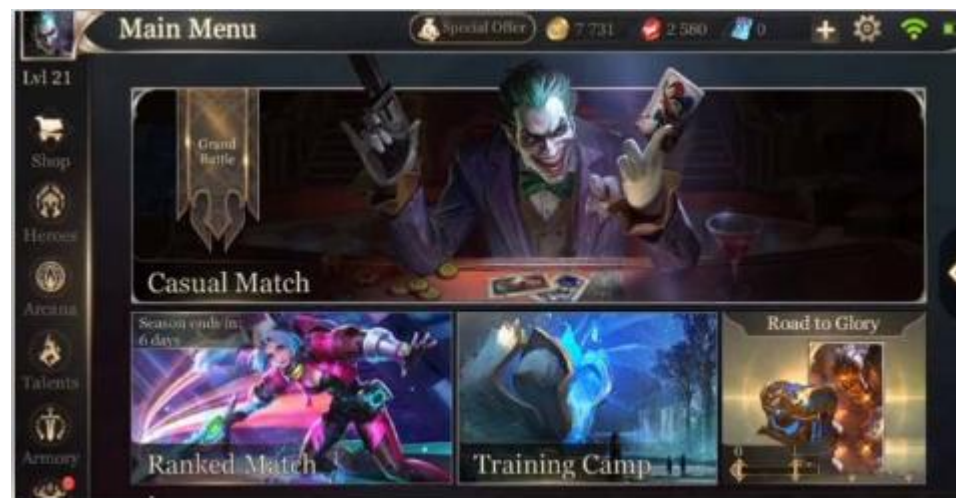 Main Menu
Special Offer
7 731
2 580
0
Lvl 21
Shop
Heroes
Arcana
Talents
Armory
Grand
Battle
Casual Match
Season ends in:
6 days
Ranked Match
Training Camp
Road to Glory
0